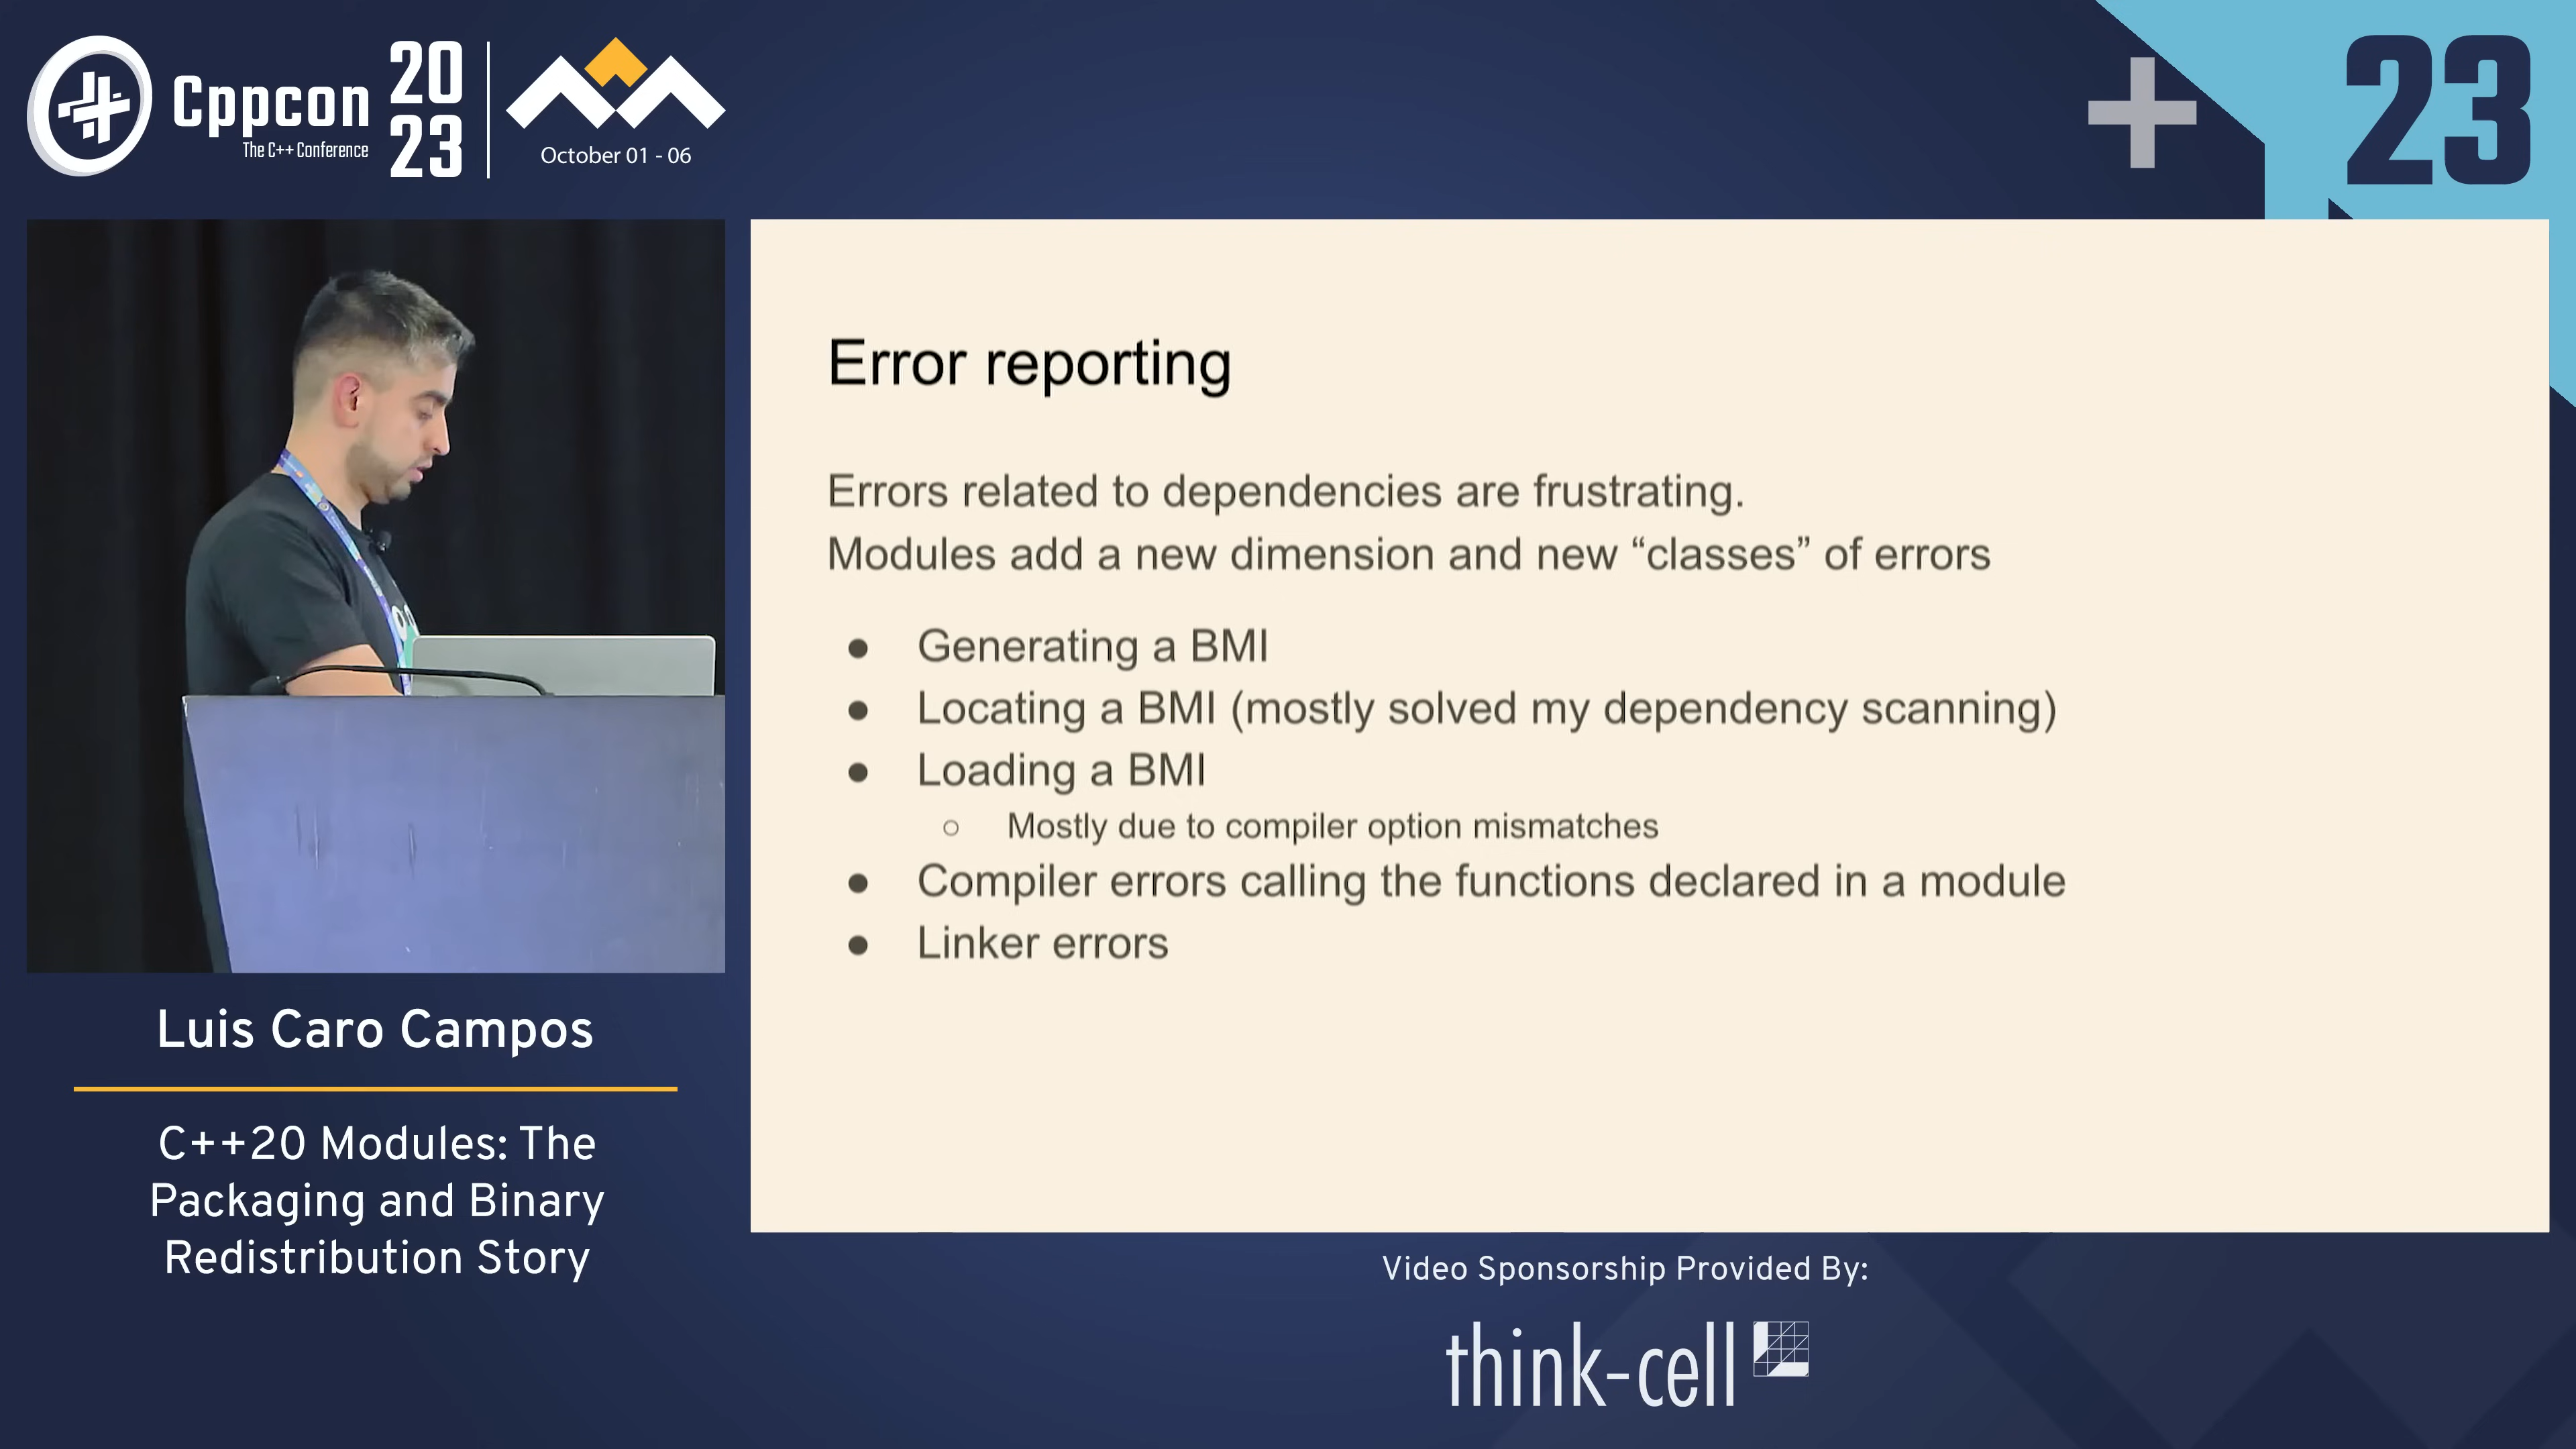 Cppcon
The C++ Conference
20
23
October 01 - 06
23
Error reporting
Errors related to dependencies are frustrating.
Modules add a new dimension and new “classes” of errors
● Generating a BMI
● Locating a BMI (mostly solved my dependency scanning)
● Loading a BMI
○ Mostly due to compiler option mismatches
● Compiler errors calling the functions declared in a module
● Linker errors
Luis Caro Campos
C++20 Modules: The
Packaging and Binary
Redistribution Story
Video Sponsorship Provided By:
think-cell